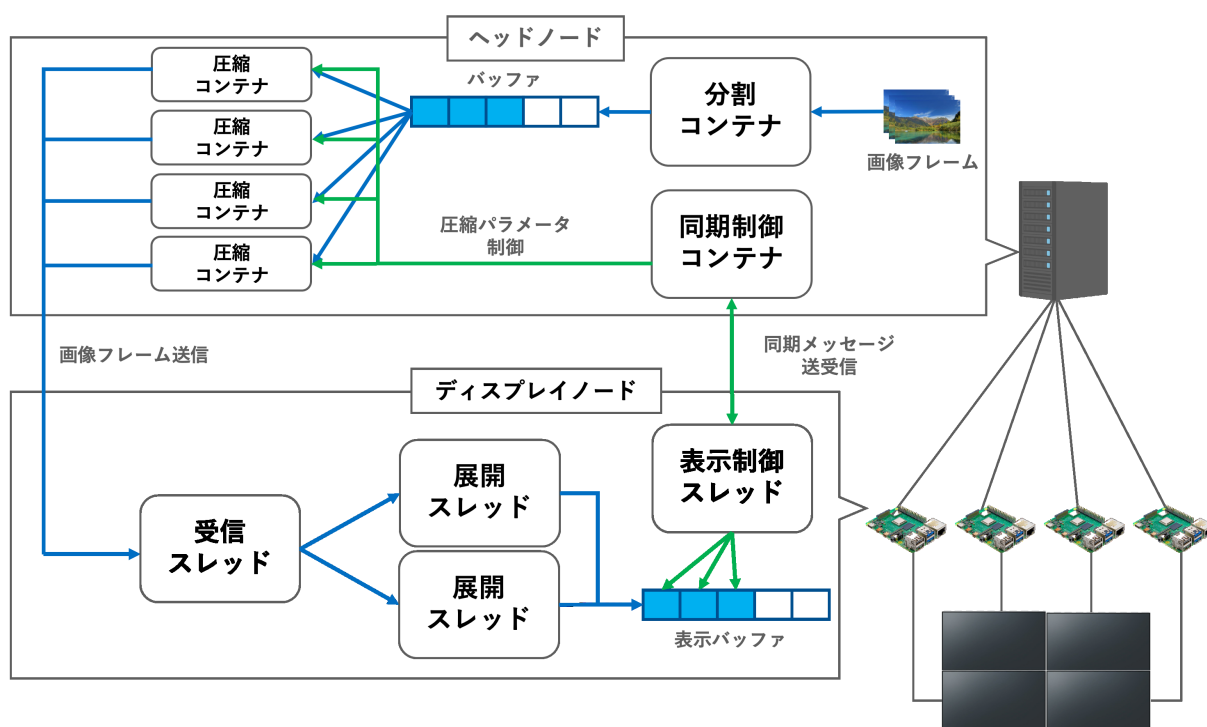 ヘッドノード
圧縮
コンテナ
圧縮
コンテナ
圧縮
コンテナ
圧縮
コンテナ
バッファ
分割
コンテナ
画像フレーム
圧縮パラメータ
制御
同期制御
コンテナ
画像フレーム送信
同期メッセージ
送受信
ディスプレイノード
受信
スレッド
展開
スレッド
展開
スレッド
表示制御
スレッド
表示バッファ